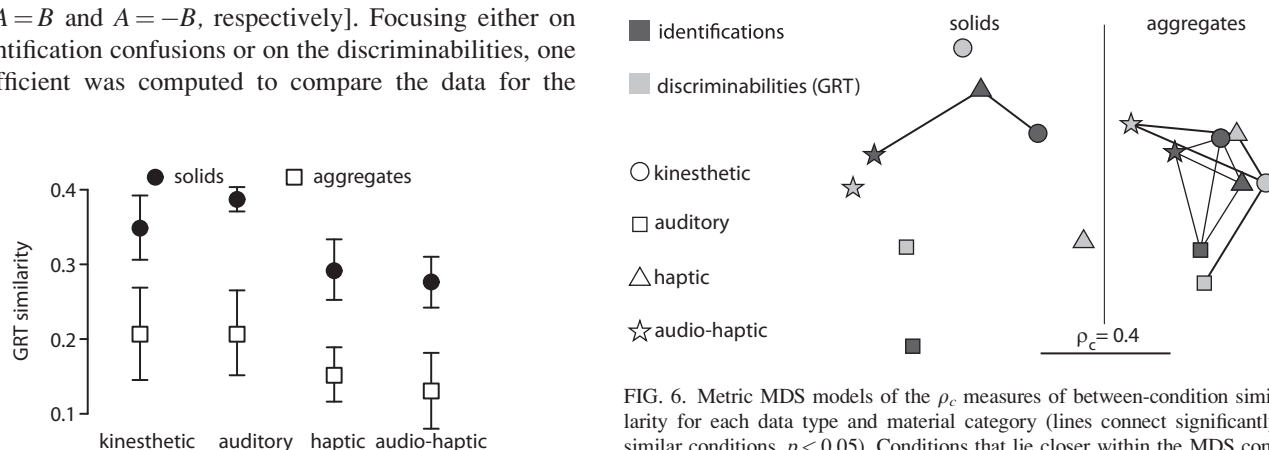 A = B and A = −B, respectively]. Focusing either on
ntification confusions or on the discriminabilities, one
fficient was computed to compare the data for the
solids
aggregates
0.4
0.3
0.2
0.1
GRT similarity
kinesthetic auditory haptic audio-haptic
identifications
discriminabilities (GRT)
kinesthetic
auditory
haptic
audio-haptic
solids
aggregates
ρc= 0.4
FIG. 6. Metric MDS models of the ρc measures of between-condition simi-
larity for each data type and material category (lines connect significantly
similar conditions, p < 0.05). Conditions that lie closer within the MDS con-